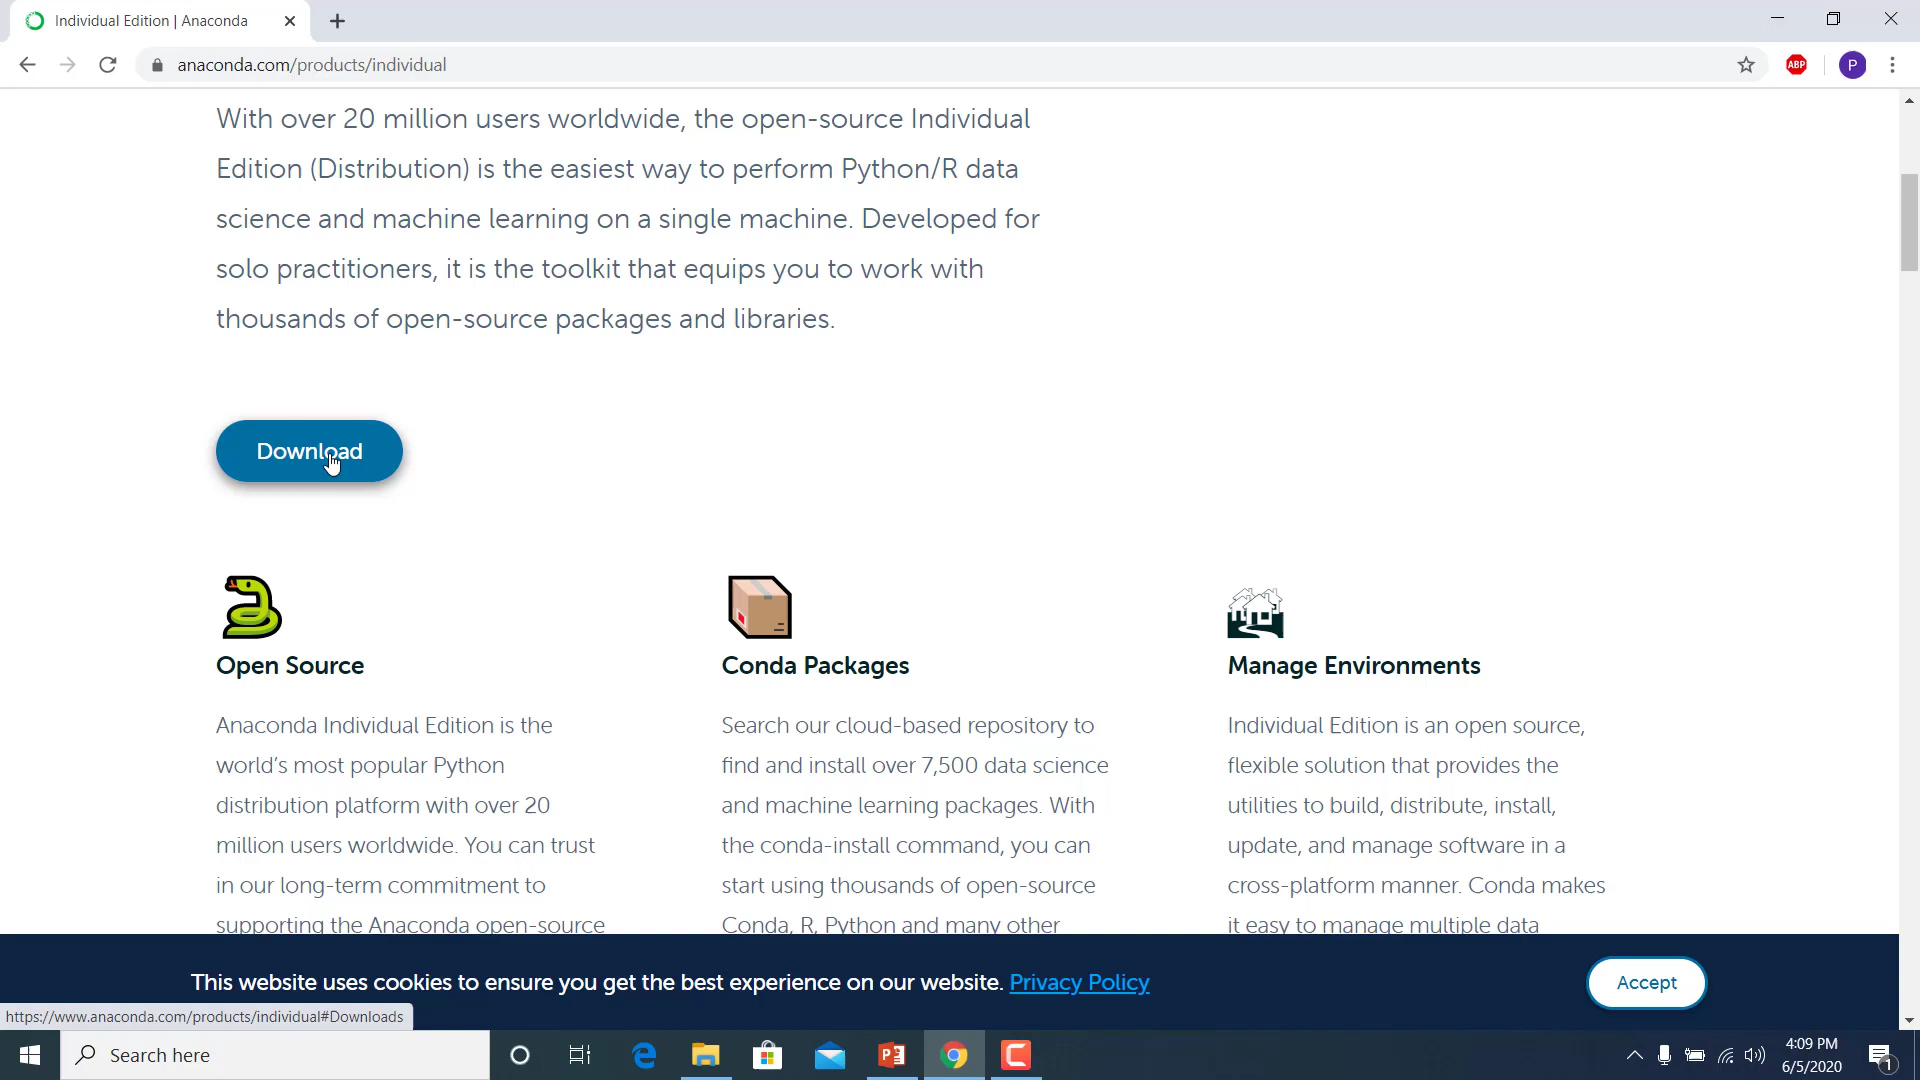 Individual Edition | Anaconda
anaconda.com/products/individual
ABP
P
With over 20 million users worldwide, the open-source Individual
Edition (Distribution) is the easiest way to perform Python/R data
science and machine learning on a single machine. Developed for
solo practitioners, it is the toolkit that equips you to work with
thousands of open-source packages and libraries.
Download
Open Source
Anaconda Individual Edition is the
world's most popular Python
distribution platform with over 20
million users worldwide. You can trust
in our long-term commitment to
supporting the Anaconda open-source
Conda Packages
Search our cloud-based repository to
find and install over 7,500 data science
and machine learning packages. With
the conda-install command, you can
start using thousands of open-source
Conda, R, Python and many other
Manage Environments
Individual Edition is an open source,
flexible solution that provides the
utilities to build, distribute, install,
update, and manage software in a
cross-platform manner. Conda makes
it easy to manage multiple data
This website uses cookies to ensure you get the best experience on our website. Privacy Policy
Accept
https://www.anaconda.com/products/individual#Downloads
Search here
4:09 PM
6/5/2020
1